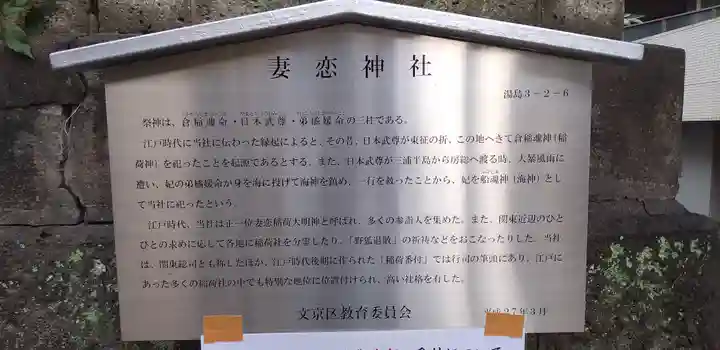 妻恋神社
湯島3-2-6
祭神は、倉稲魂命・日本武尊・弟橘媛命の三柱である。
江戸時代に当社に伝わった縁起によると、その昔、日本武尊が東征の折、この地へきて倉稲魂神(稲
荷神)を祀ったことを起源であるとする。また、日本武尊が三浦半島から房総へ渡る時、大暴風雨に
遭い、妃の弟橘媛命が身を海に投げて海神を鎮め、一行を救ったことから、妃を船魂神(海神)とし
て当社に祀ったという。
江戸時代、当社は正一位妻恋稲荷大明神と呼ばれ、多くの参詣人を集めた。また、関東近辺のひと
びとの求めに応じて各地に稲荷社を分霊したり、「野狐退散」の祈祷などをおこなったりした。当社
は、関東総司とも称したほか、江戸時代後期に作られた「稲荷番付」では行司の筆頭にあり、江戸に
あった多くの稲荷社の中でも特別な地位に位置付けられ、高い社格を有した。
文京区教育委員会
平成27年3月